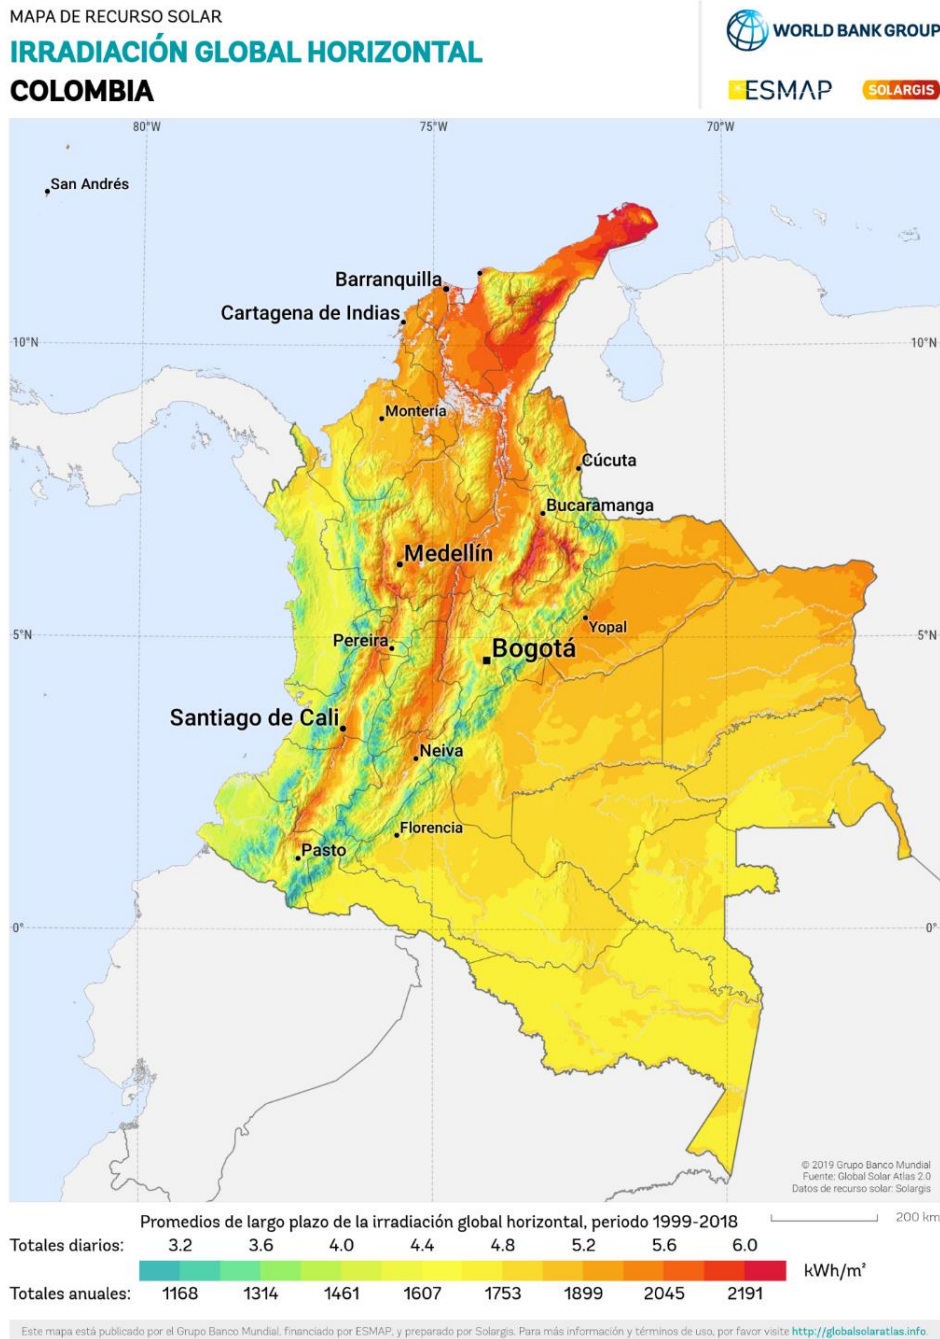 MAPA DE RECURSO SOLAR
IRRADIACIÓN GLOBAL HORIZONTAL
COLOMBIA
WORLD BANK GROUP
ESMAP
SOLARGIS
80°W 75°W 70°W
San Andrés
Barranquilla
Cartagena de Indias
10°N 10°N
Montería
Cúcuta
Bucaramanga
Medellín
Yopal
5°N 5°N
Pereira
Bogotá
Santiago de Cali
Neiva
Florencia
Pasto
0° 0°
© 2019 Grupo Banco Mundial
Fuente: Global Solar Atlas 2.0
Datos de recurso solar: Solargis
Promedios de largo plazo de la irradiación global horizontal, periodo 1999-2018
200 km
Totales diarios: 3.2 3.6 4.0 4.4 4.8 5.2 5.6 6.0
kWh/m²
Totales anuales: 1168 1314 1461 1607 1753 1899 2045 2191
Este mapa está publicado por el Grupo Banco Mundial, financiado por ESMAP, y preparado por Solargis. Para más información y términos de uso, por favor visite http://globalsolaratlas.info.